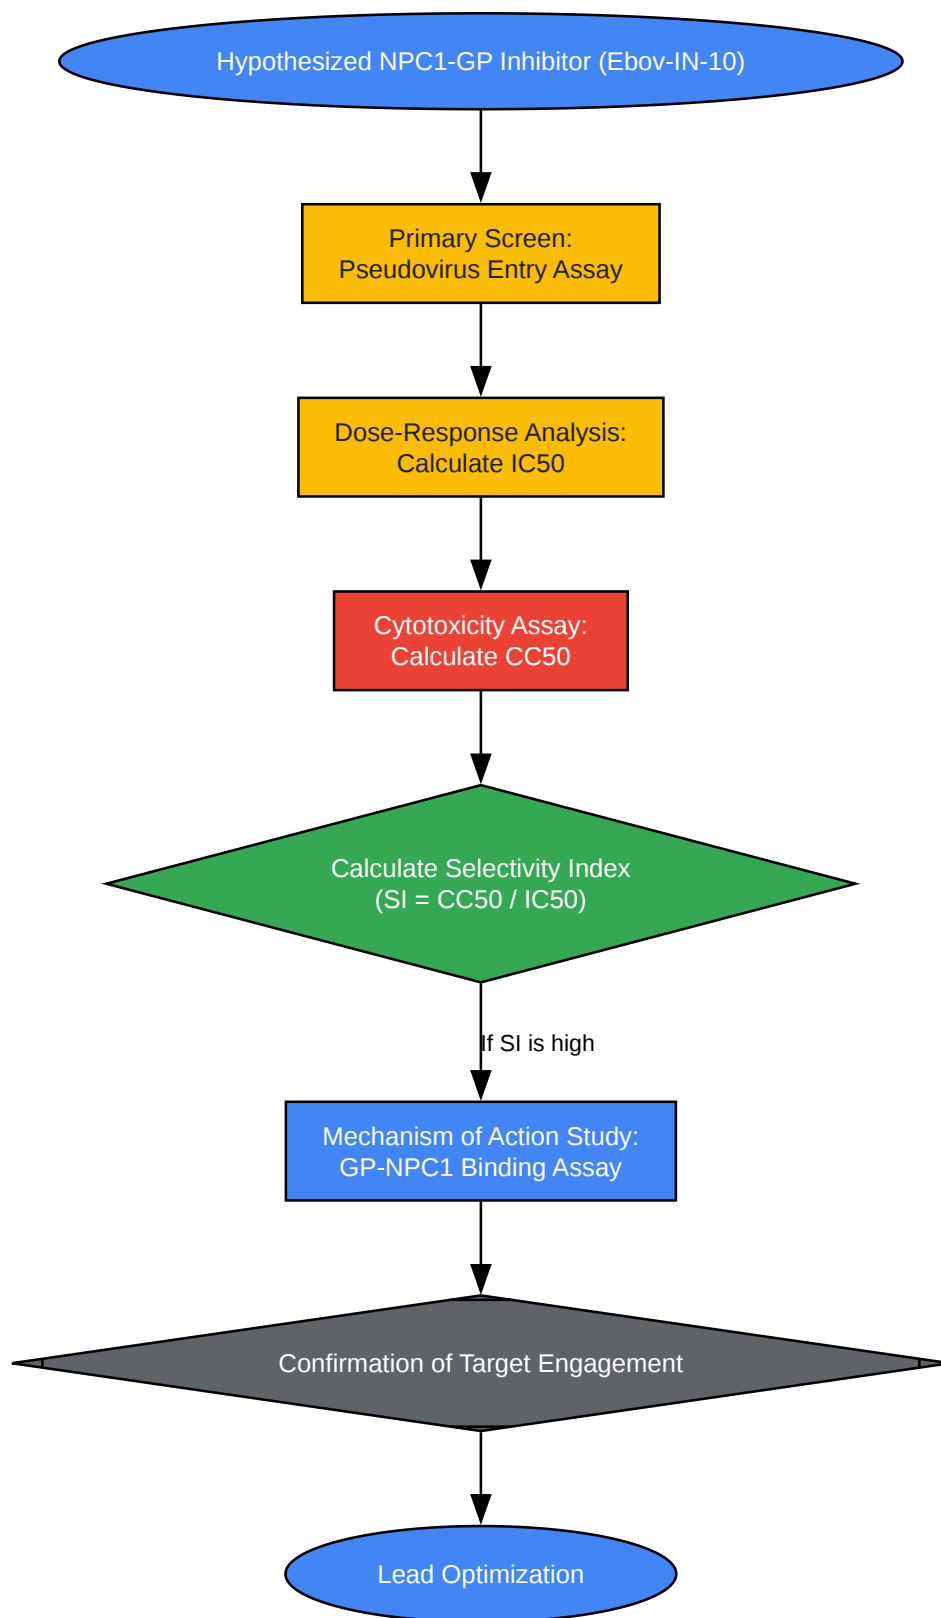 Hypothesized NPC1-GP Inhibitor (Ebov-IN-10)
Primary Screen:
Pseudovirus Entry Assay
Dose-Response Analysis:
Calculate IC50
Cytotoxicity Assay:
Calculate CC50
Calculate Selectivity Index
(SI = CC50 / IC50)
If SI is high
Mechanism of Action Study:
GP-NPC1 Binding Assay
Confirmation of Target Engagement
Lead Optimization